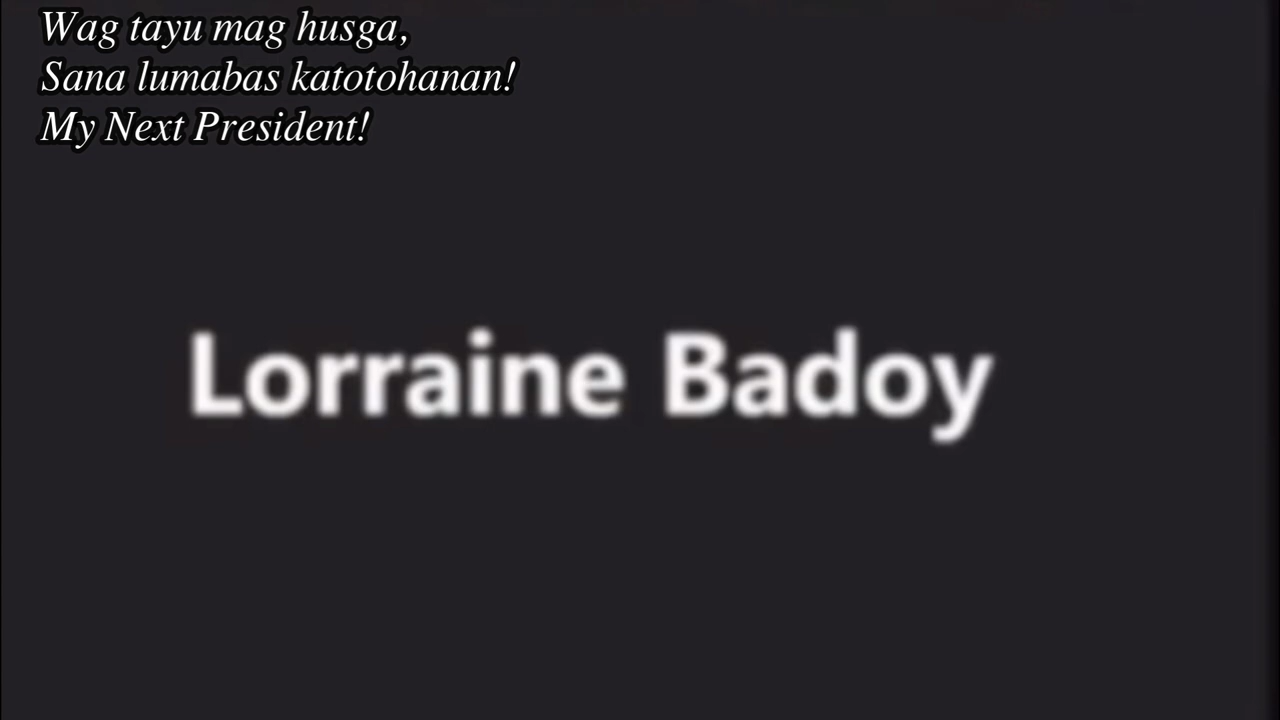 Wag tayu mag husga,
Sana lumabas katotohanan!
My Next President!
Lorraine Badoy